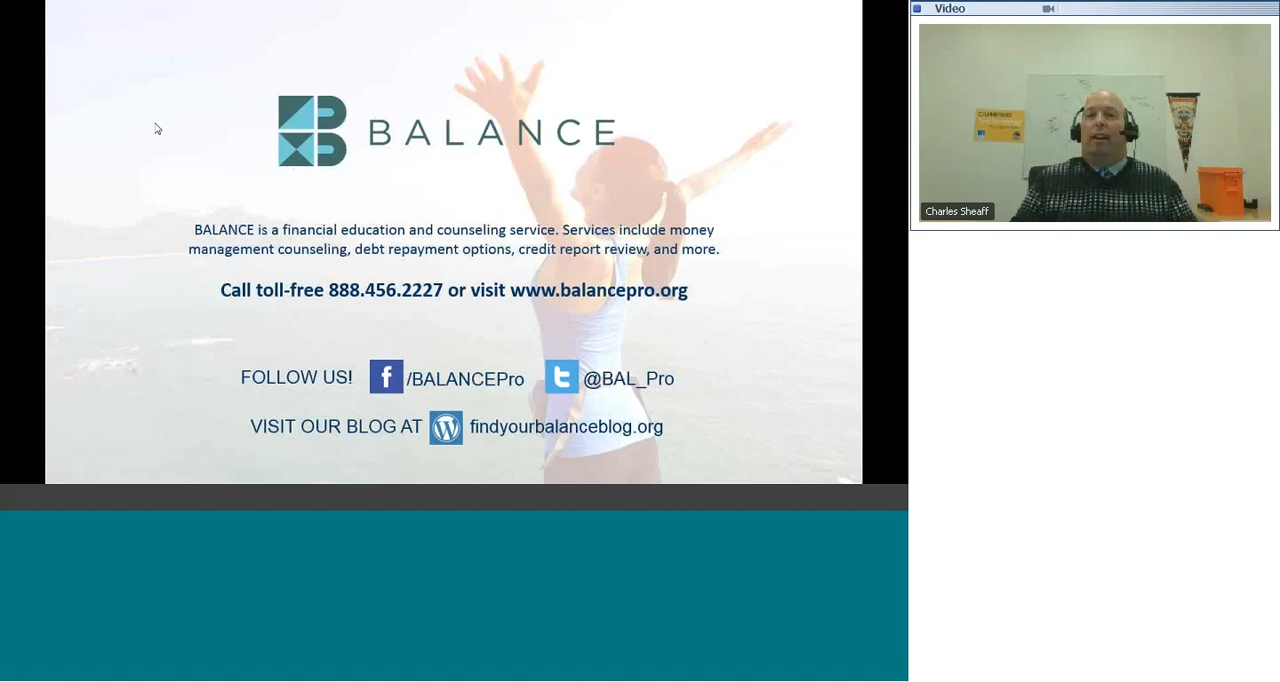 BALANCE
BALANCE is a financial education and counseling service. Services include money
management counseling, debt repayment options, credit report review, and more.
Call toll-free 888.456.2227 or visit www.balancepro.org
FOLLOW US! f /BALANCEPro t @BAL_Pro
VISIT OUR BLOG AT W findyourbalanceblog.org
Video
Charles Sheaff